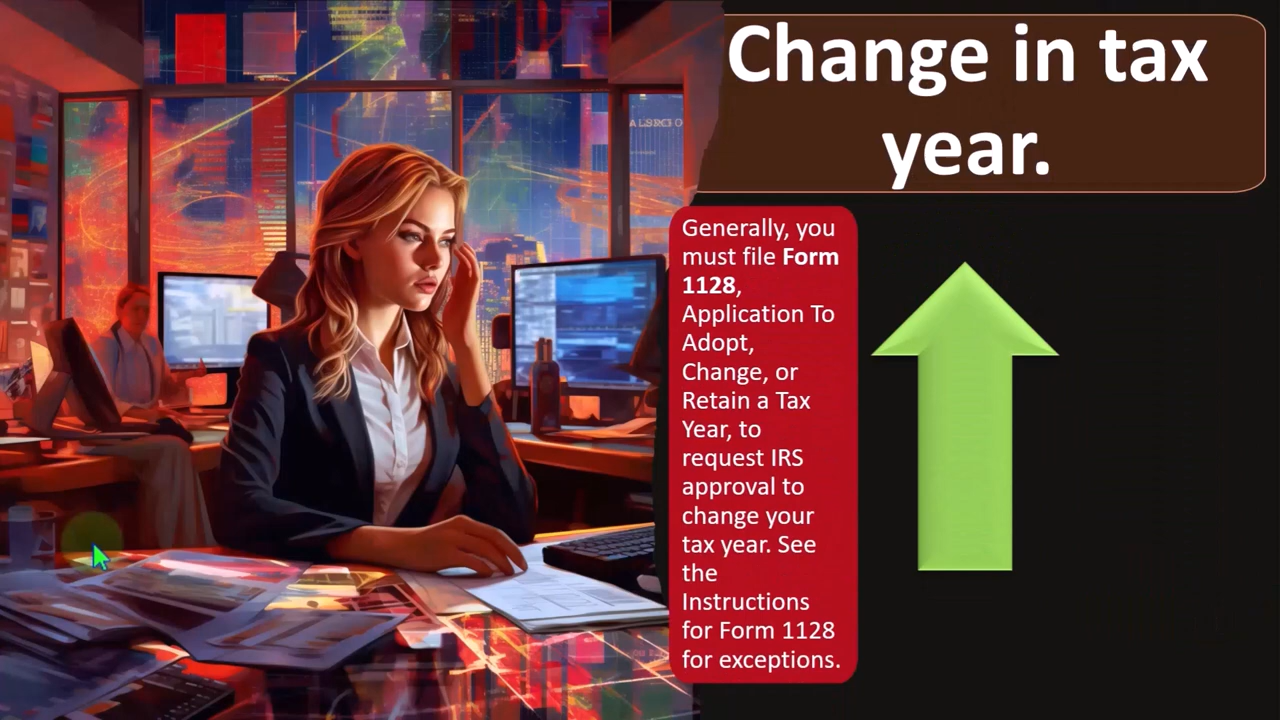 Change in tax
year.
Generally, you
must file Form
1128,
Application To
Adopt,
Change, or
Retain a Tax
Year, to
request IRS
approval to
change your
tax year. See
the
Instructions
for Form 1128
for exceptions.